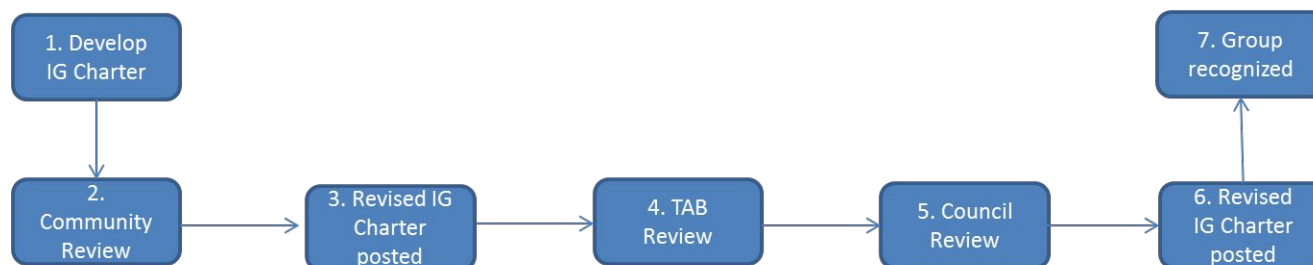 1. Develop
IG Charter
2.
Community
Review
3. Revised IG
Charter
posted
4. TAB
Review
5. Council
Review
6. Revised
IG Charter
posted
7. Group
recognized